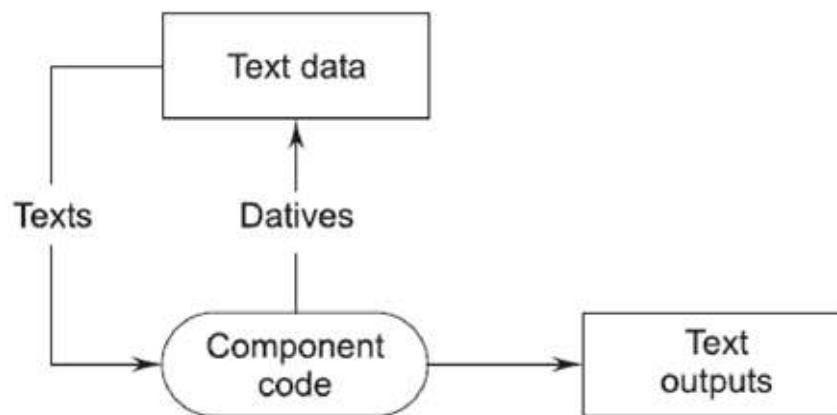 Text data
Texts
Datives
Component
code
Text
outputs